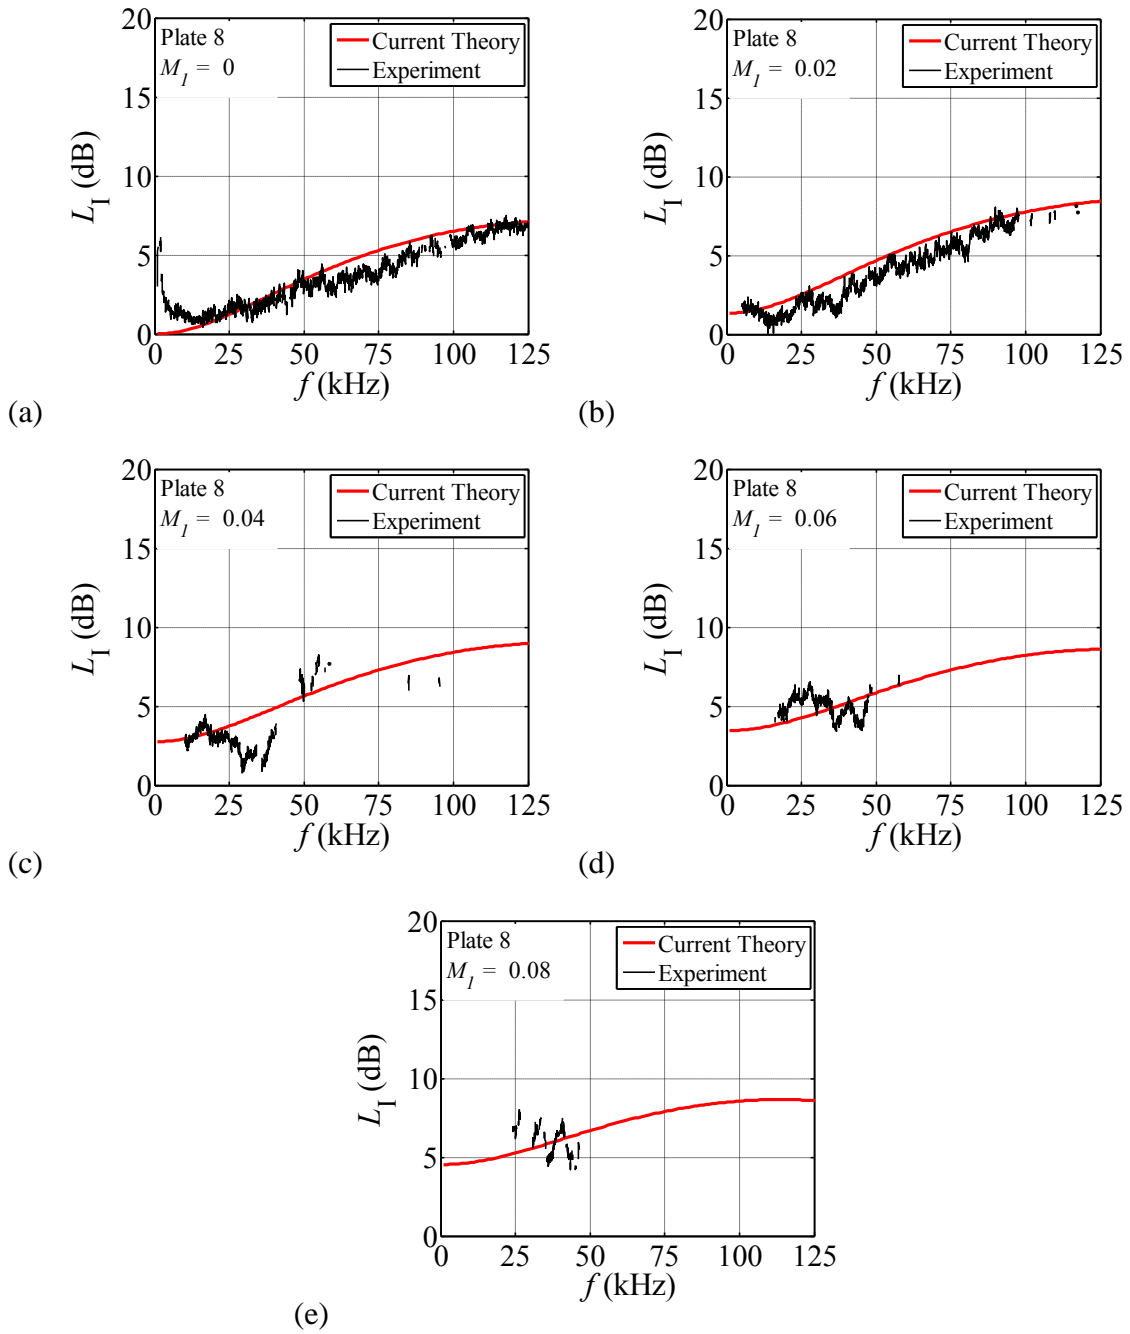 20
Plate 8
M1 = 0
Current Theory
Experiment
15
10
5
0
LI (dB)
0 25 50 75 100 125
f (kHz)
(a)
20
Plate 8
M1 = 0.02
Current Theory
Experiment
15
10
5
0
LI (dB)
0 25 50 75 100 125
f (kHz)
(b)
20
Plate 8
M1 = 0.04
Current Theory
Experiment
15
10
5
0
LI (dB)
0 25 50 75 100 125
f (kHz)
(c)
20
Plate 8
M1 = 0.06
Current Theory
Experiment
15
10
5
0
LI (dB)
0 25 50 75 100 125
f (kHz)
(d)
20
Plate 8
M1 = 0.08
Current Theory
Experiment
15
10
5
0
LI (dB)
0 25 50 75 100 125
f (kHz)
(e)